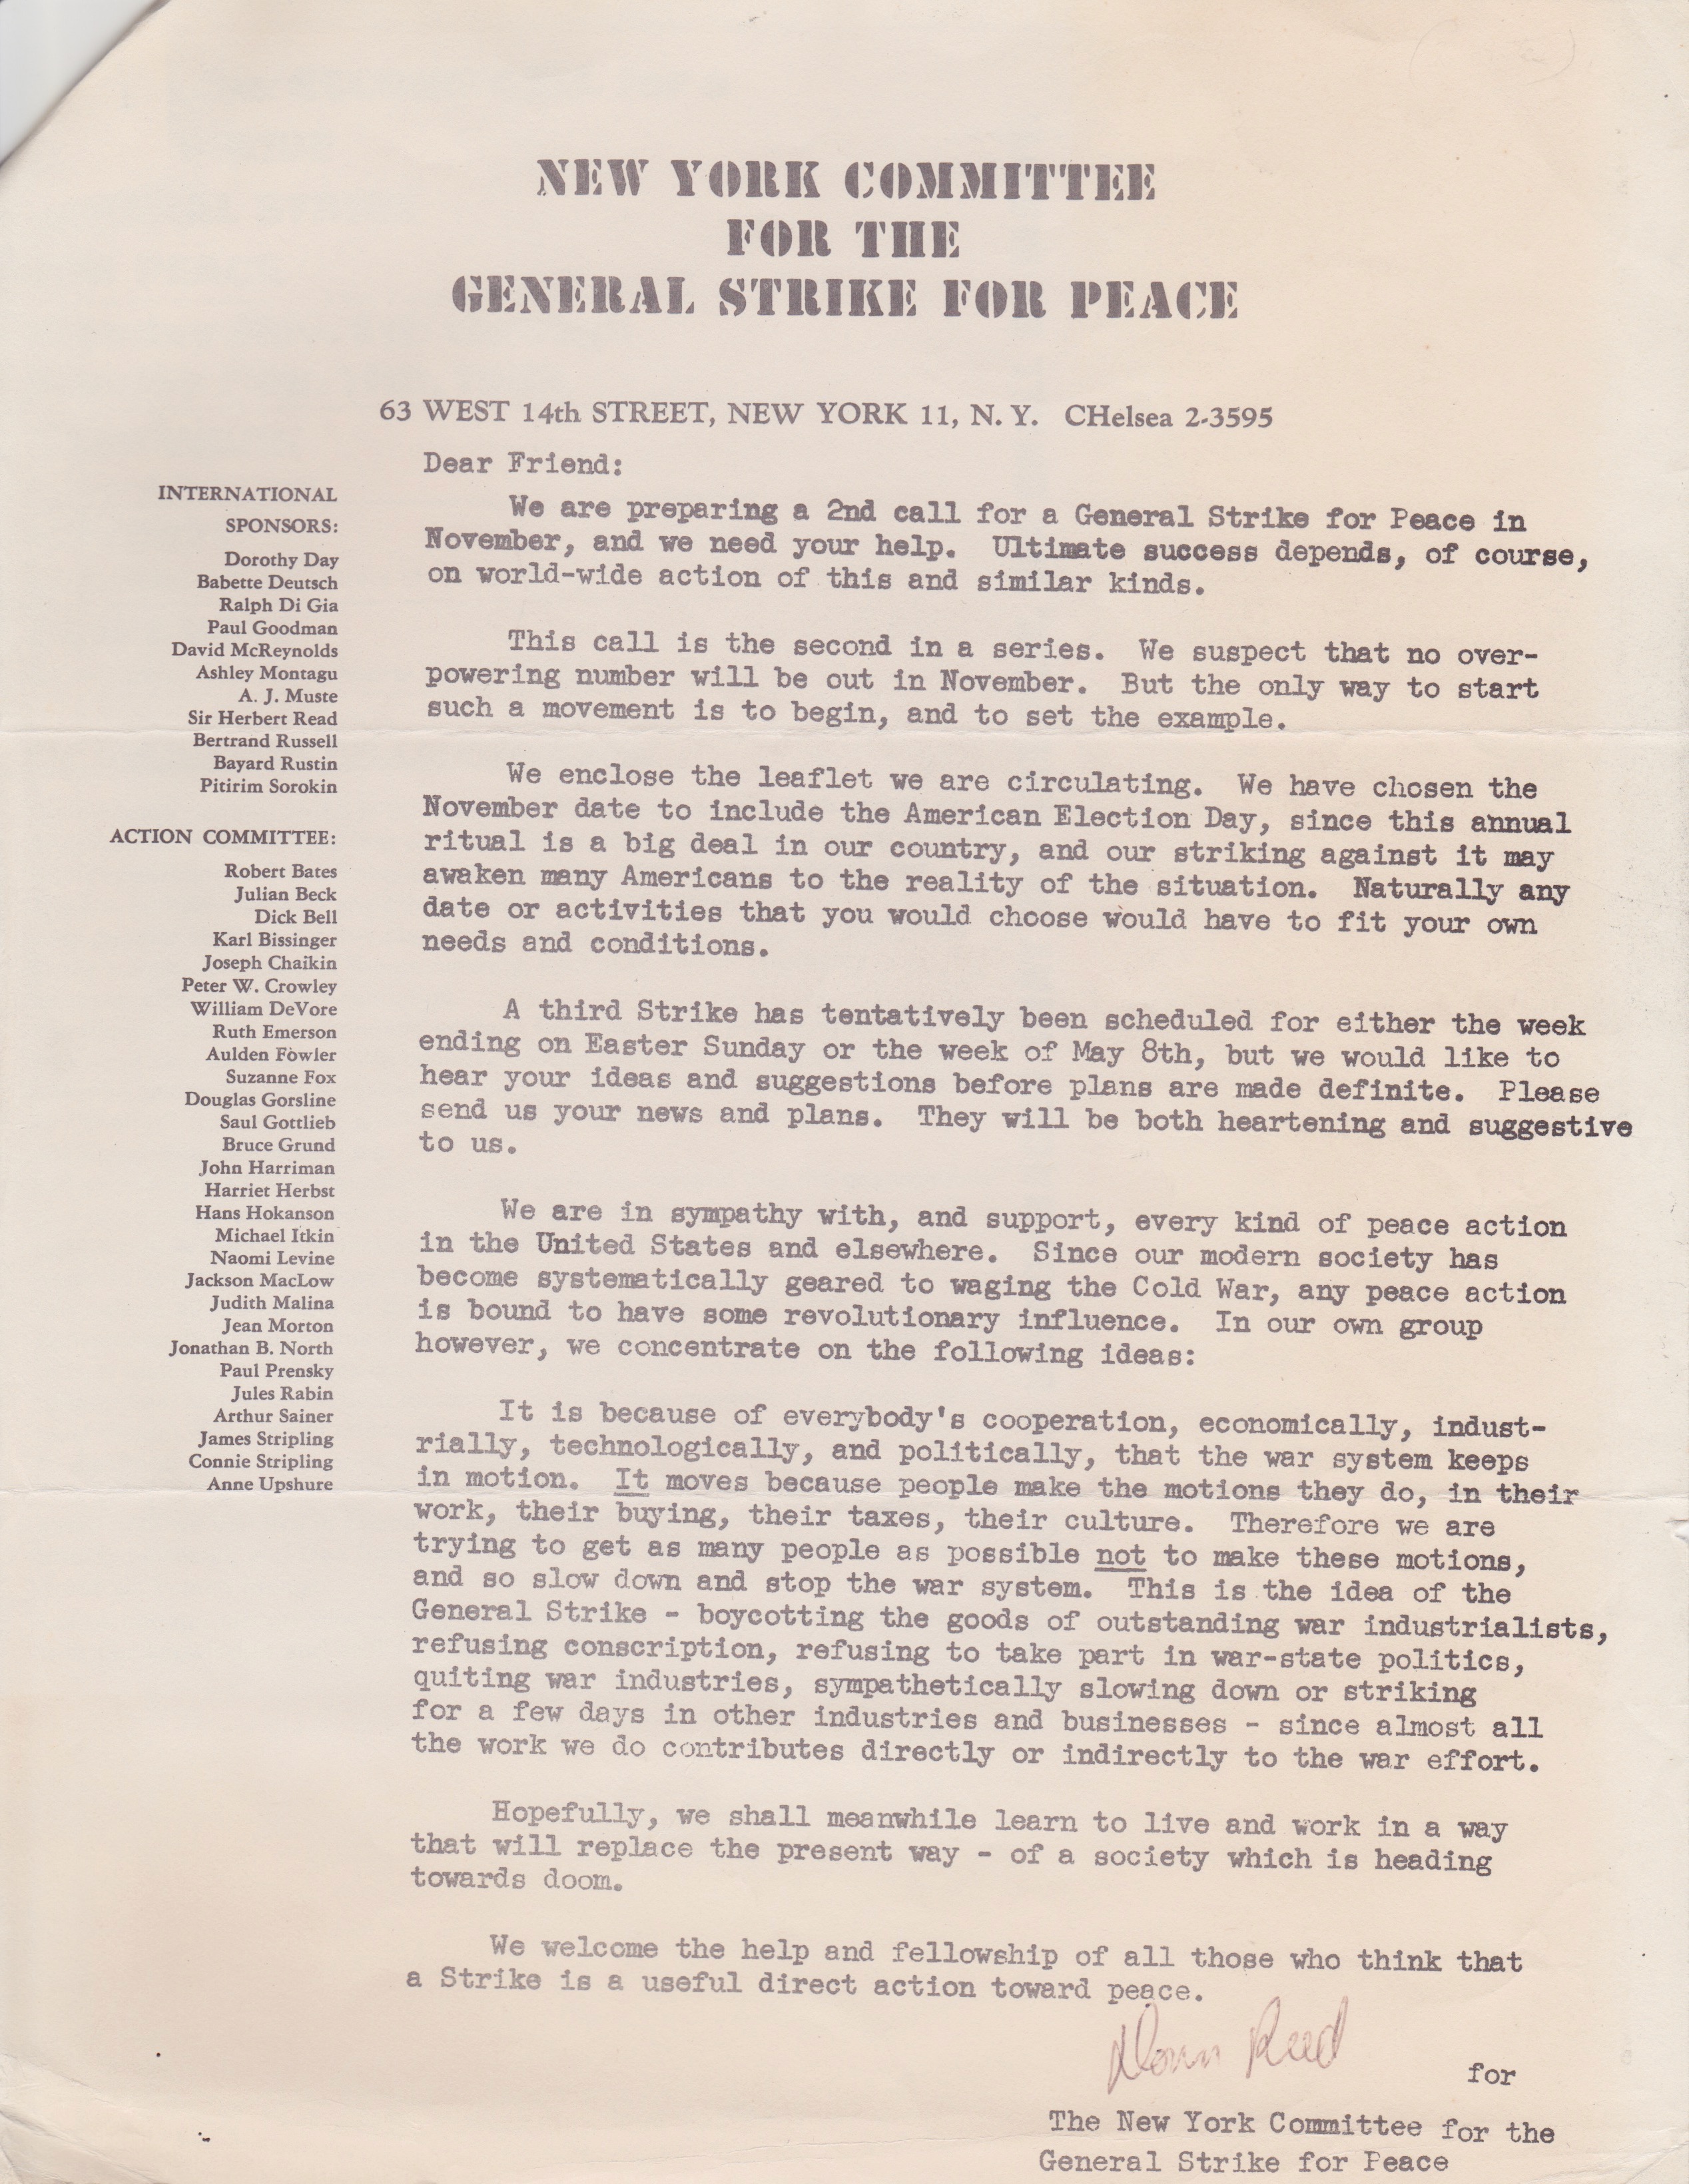 NEW YORK COMMITTEE
FOR THE
GENERAL STRIKE FOR PEACE
63 WEST 14th STREET, NEW YORK 11, N. Y. CHelsea 2-3595
INTERNATIONAL
SPONSORS:
Dorothy Day
Babette Deutsch
Ralph Di Gia
Paul Goodman
David McReynolds
Ashley Montagu
A. J. Muste
Sir Herbert Read
Bertrand Russell
Bayard Rustin
Pitirim Sorokin
ACTION COMMITTEE:
Robert Bates
Julian Beck
Dick Bell
Karl Bissinger
Joseph Chaikin
Peter W. Crowley
William DeVore
Ruth Emerson
Aulden Fowler
Suzanne Fox
Douglas Gorsline
Saul Gottlieb
Bruce Grund
John Harriman
Harriet Herbst
Hans Hokanson
Michael Itkin
Naomi Levine
Jackson MacLow
Judith Malina
Jean Morton
Jonathan B. North
Paul Prensky
Jules Rabin
Arthur Sainer
James Stripling
Connie Stripling
Anne Upshure
Dear Friend:
We are preparing a 2nd call for a General Strike for Peace in
November, and we need your help. Ultimate success depends, of course,
on world-wide action of this and similar kinds.
This call is the second in a series. We suspect that no over-
powering number will be out in November. But the only way to start
such a movement is to begin, and to set the example.
We enclose the leaflet we are circulating. We have chosen the
November date to include the American Election Day, since this annual
ritual is a big deal in our country, and our striking against it may
awaken many Americans to the reality of the situation. Naturally any
date or activities that you would choose would have to fit your own
needs and conditions.
A third Strike has tentatively been scheduled for either the week
ending on Easter Sunday or the week of May 8th, but we would like to
hear your ideas and suggestions before plans are made definite. Please
send us your news and plans. They will be both heartening and suggestive
to us.
We are in sympathy with, and support, every kind of peace action
in the United States and elsewhere. Since our modern society has
become systematically geared to waging the Cold War, any peace action
is bound to have some revolutionary influence. In our own group
however, we concentrate on the following ideas:
It is because of everybody's cooperation, economically, indust-
rially, technologically, and politically, that the war system keeps
in motion. It moves because people make the motions they do, in their
work, their buying, their taxes, their culture. Therefore we are
trying to get as many people as possible not to make these motions,
and so slow down and stop the war system. This is the idea of the
General Strike - boycotting the goods of outstanding war industrialists,
refusing conscription, refusing to take part in war-state politics,
quiting war industries, sympathetically slowing down or striking
for a few days in other industries and businesses - since almost all
the work we do contributes directly or indirectly to the war effort.
Hopefully, we shall meanwhile learn to live and work in a way
that will replace the present way - of a society which is heading
towards doom.
We welcome the help and fellowship of all those who think that
a Strike is a useful direct action toward peace.
for
The New York Committee for the
General Strike for Peace